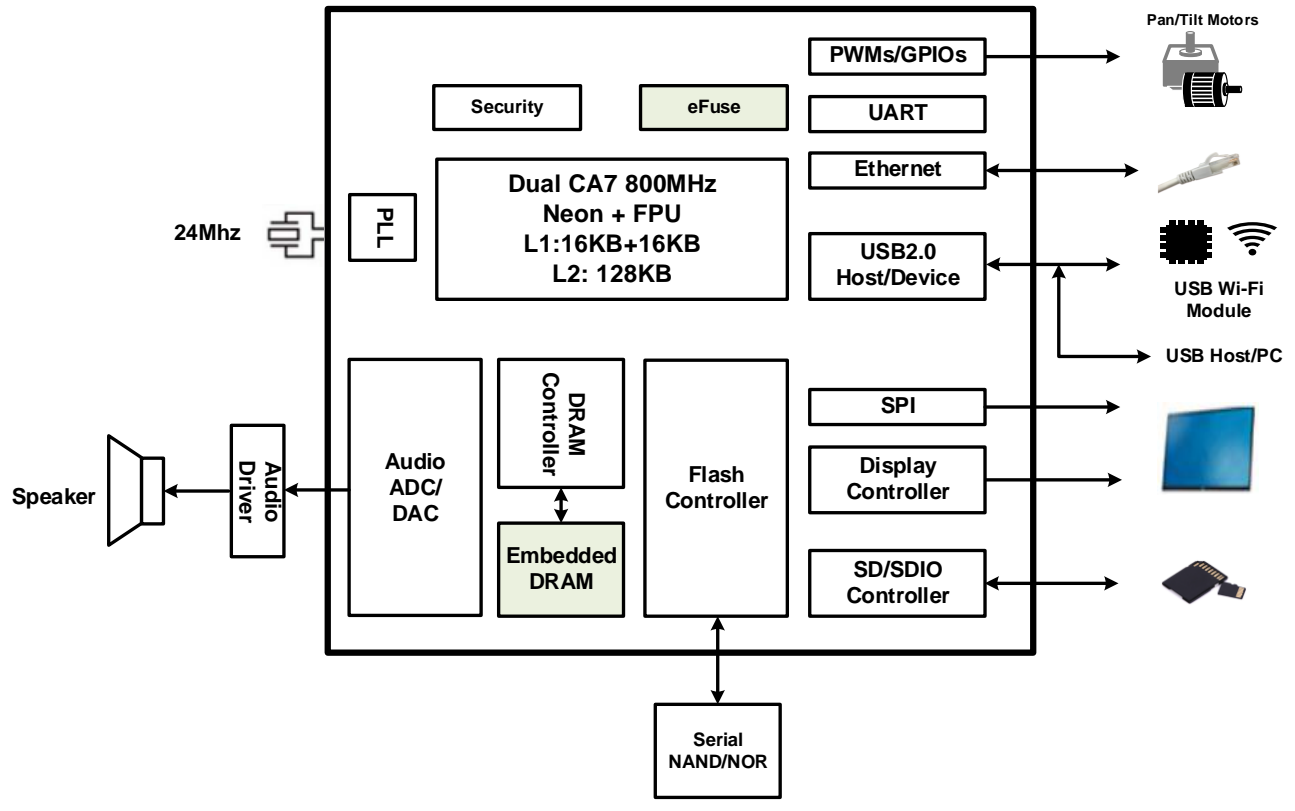 Pan/Tilt Motors
PWMs/GPIOs
Security
eFuse
UART
Ethernet
Dual CA7 800MHz
Neon + FPU
L1:16KB+16KB
L2: 128KB
PLL
24Mhz
USB2.0
Host/Device
USB Wi-Fi
Module
USB Host/PC
SPI
DRAM
Controller
Audio
ADC/
DAC
Flash
Controller
Display
Controller
Speaker
Audio
Driver
Embedded
DRAM
SD/SDIO
Controller
Serial
NAND/NOR